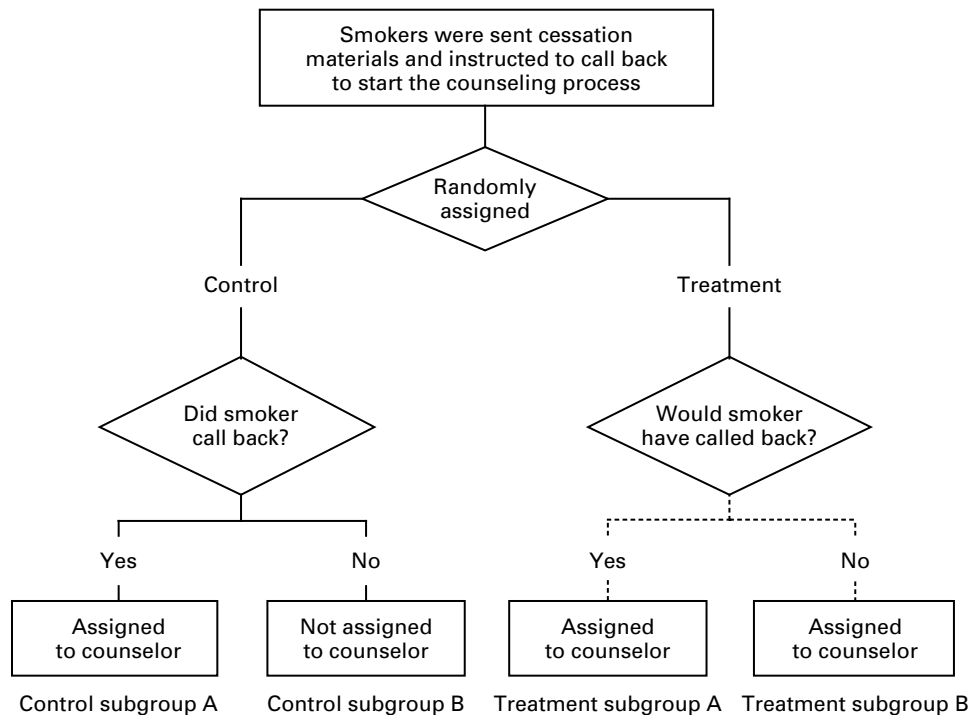 Smokers were sent cessation
materials and instructed to call back
to start the counseling process
Randomly
assigned
Control
Treatment
Did smoker
call back?
Would smoker
have called back?
Yes
No
Yes
No
Assigned
to counselor
Not assigned
to counselor
Assigned
to counselor
Assigned
to counselor
Control subgroup A
Control subgroup B
Treatment subgroup A
Treatment subgroup B